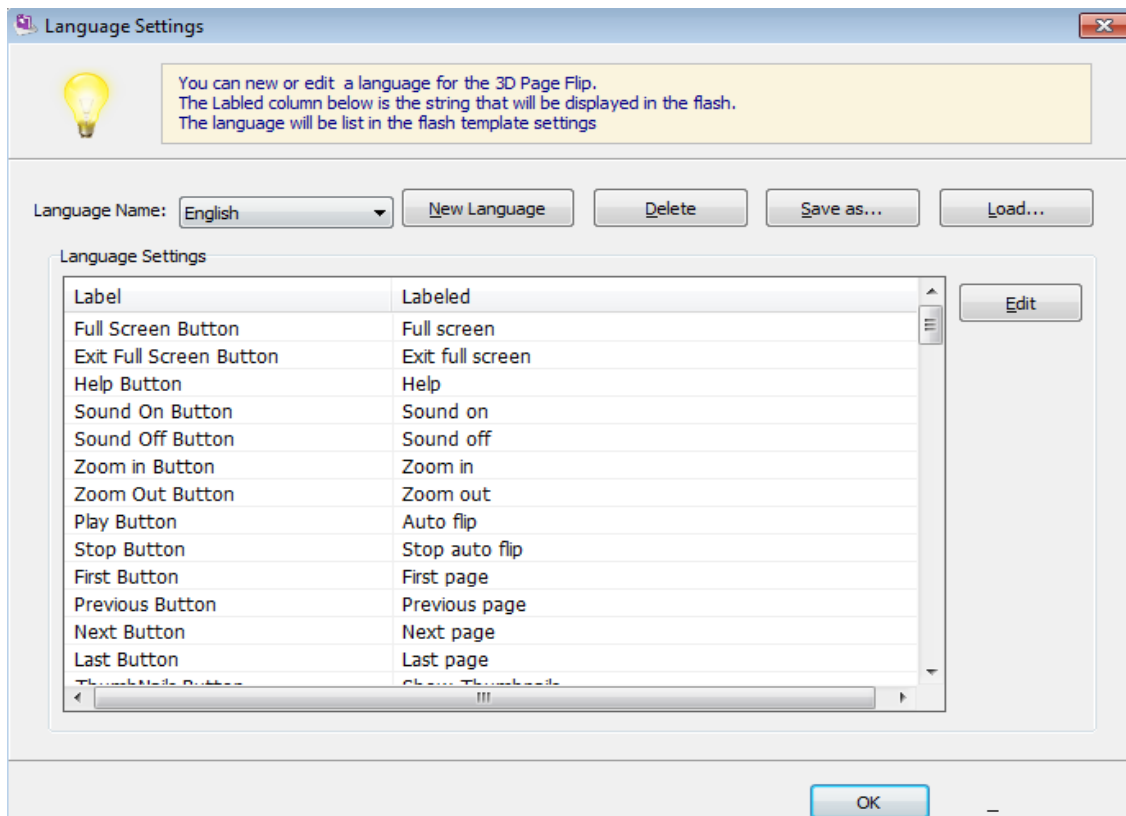 Language Settings
You can new or edit a language for the 3D Page Flip.
The Labled column below is the string that will be displayed in the flash.
The language will be list in the flash template settings
Language Name: English New Language Delete Save as... Load...
Language Settings
Label Labeled
Edit
Full Screen Button Full screen
Exit Full Screen Button Exit full screen
Help Button Help
Sound On Button Sound on
Sound Off Button Sound off
Zoom in Button Zoom in
Zoom Out Button Zoom out
Play Button Auto flip
Stop Button Stop auto flip
First Button First page
Previous Button Previous page
Next Button Next page
Last Button Last page
ThumbNails Button Show Thumbnails
OK